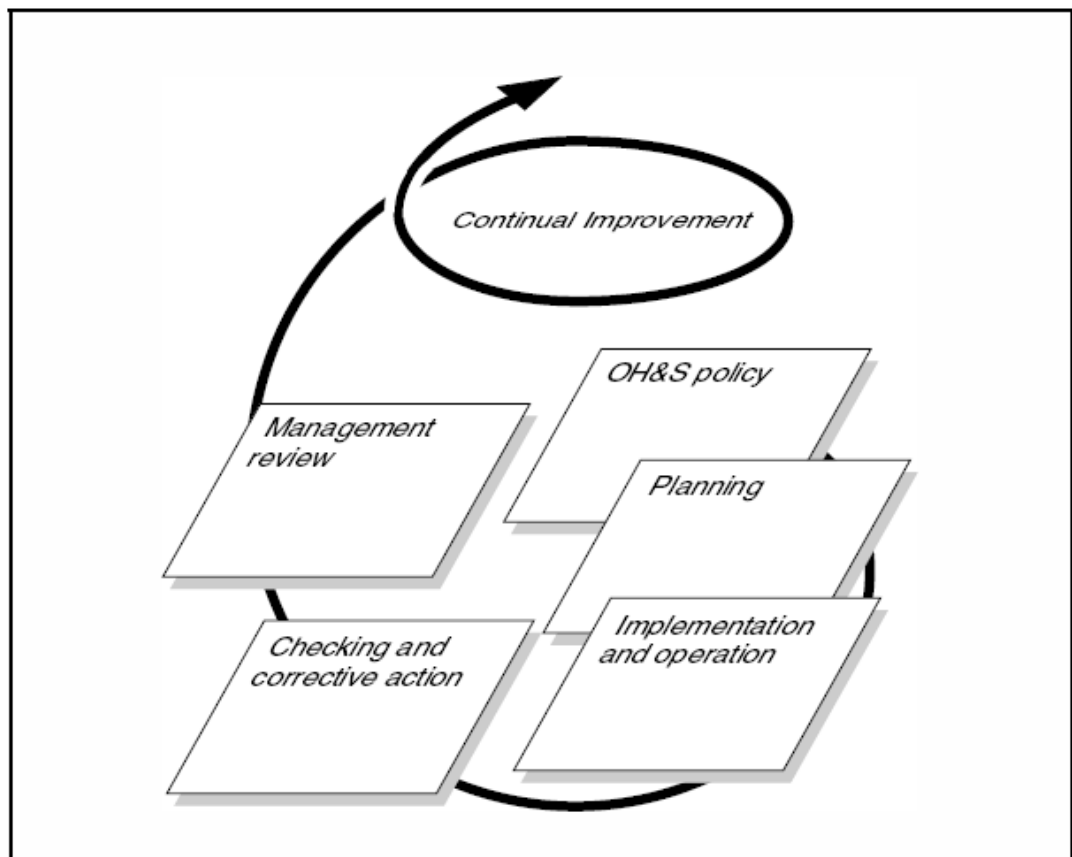 Continual Improvement
OH&S policy
Management
review
Planning
Implementation
and operation
Checking and
corrective action